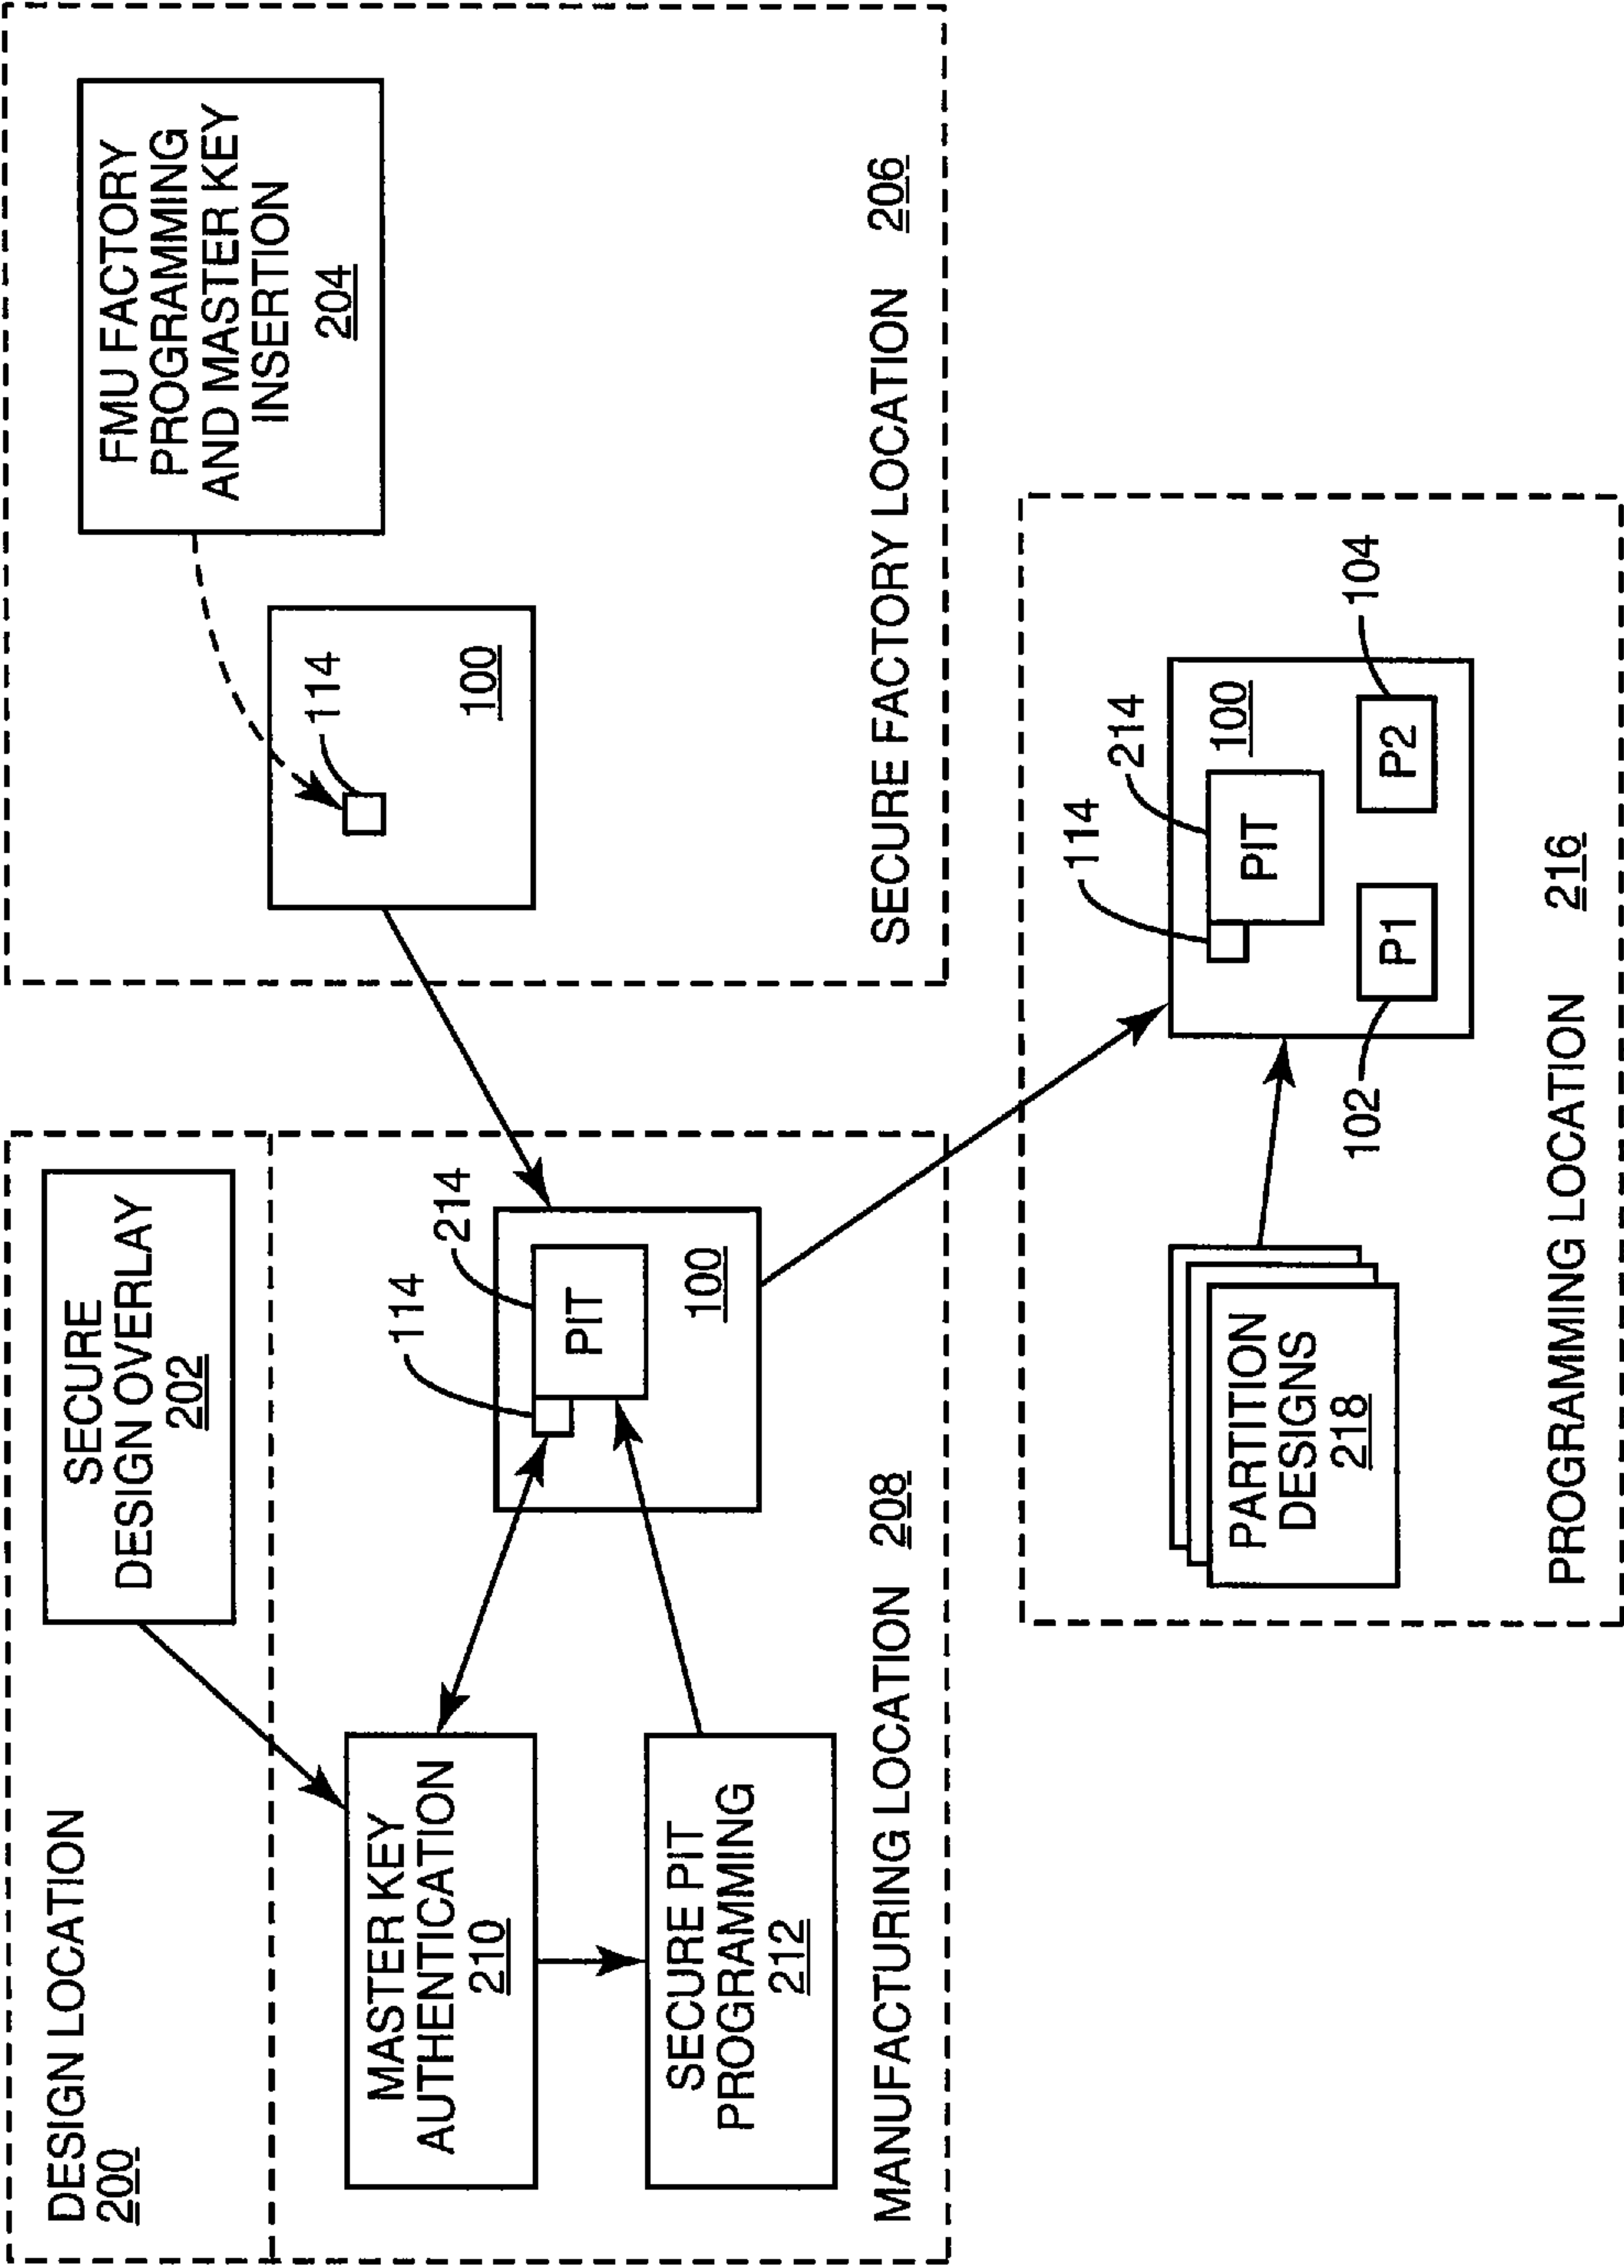 DESIGN LOCATION
200
SECURE
DESIGN OVERLAY
202
MASTER KEY
AUTHENTICATION
210
SECURE PIT
PROGRAMMING
212
114
214
PIT
100
MANUFACTURING LOCATION 208
FMU FACTORY
PROGRAMMING
AND MASTER KEY
INSERTION
204
114
100
SECURE FACTORY LOCATION 206
PARTITION
DESIGNS
218
114
214
PIT
100
P1
P2
102
104
PROGRAMMING LOCATION 216